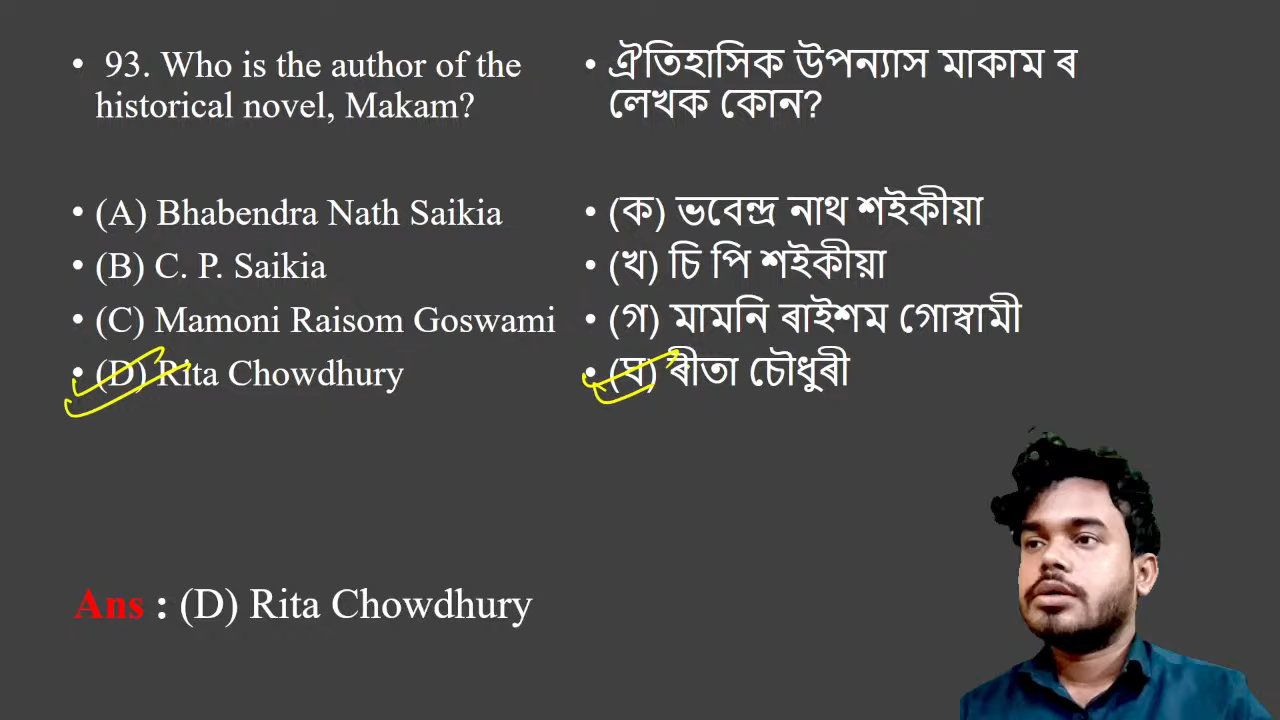 • 93. Who is the author of the
historical novel, Makam?
• (A) Bhabendra Nath Saikia
• (B) C. P. Saikia
• (C) Mamoni Raisom Goswami
• (D) Rita Chowdhury
• ঐতিহাসিক উপন্যাস মাকাম ৰ
লেখক কোন?
• (ক) ভবেন্দ্ৰ নাথ শইকীয়া
• (খ) চি পি শইকীয়া
• (গ) মামনি ৰাইশম গোস্বামী
• (ঘ) ৰীতা চৌধুৰী
Ans : (D) Rita Chowdhury